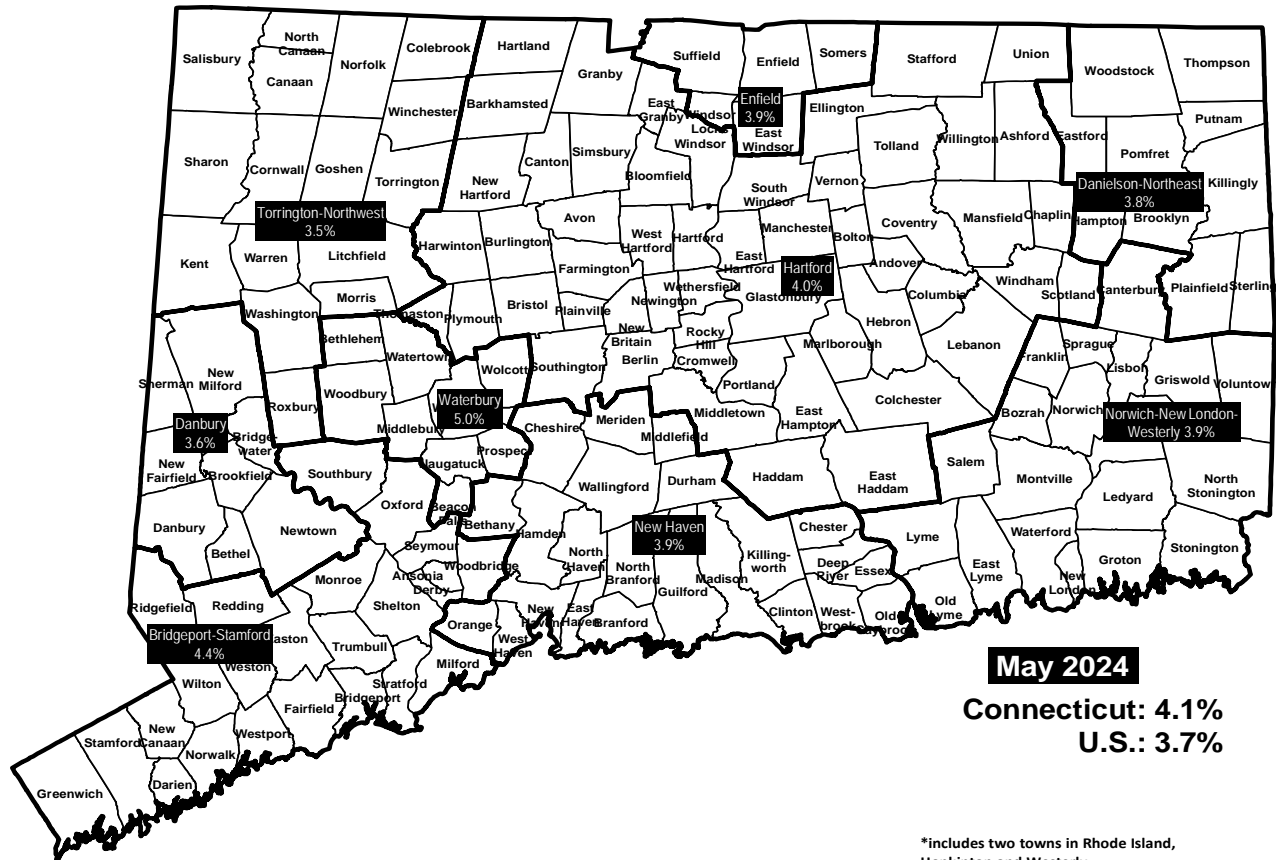 North
Canaan
Colebrook
Hartland
Suffield
Enfield
Somers
Stafford
Union
Woodstock
Thompson
Salisbury
Canaan
Norfolk
Granby
Winchester
Barkhamsted
East
Granby
Windsor
Locks
Enfield
3.9%
East
Windsor
Ellington
Willington
Ashford
Eastford
Putnam
Sharon
Cornwall
Goshen
Torrington
New
Hartford
Canton
Simsbury
Bloomfield
Windsor
South
Windsor
Vernon
Tolland
Pomfret
Killingly
Danielson-Northeast
3.8%
Torrington-Northwest
3.5%
Harwinton
Burlington
Avon
West
Hartford
Hartford
East
Hartford
Manchester
Bolton
Coventry
Mansfield
Chaplin
Hampton
Brooklyn
Kent
Warren
Litchfield
Farmington
Wethersfield
Newington
Glastonbury
Hartford
4.0%
Andover
Columbia
Windham
Scotland
Canterbury
Plainfield
Sterling
Washington
Morris
Thomaston
Plymouth
Bristol
Plainville
New
Britain
Rocky
Hill
Hebron
Marlborough
Lebanon
Franklin
Sprague
Lisbon
Griswold
Voluntown
Sherman
New
Milford
Bethlehem
Watertown
Wolcott
Southington
Berlin
Cromwell
Portland
East
Hampton
Colchester
Bozrah
Norwich
Norwich-New London-
Westerly 3.9%
Roxbury
Woodbury
Waterbury
5.0%
Middlebury
Cheshire
Meriden
Middletown
Middlefield
Danbury
3.6%
Bridge-
water
New
Fairfield
Brookfield
Southbury
Naugatuck
Prospect
Wallingford
Durham
Haddam
East
Haddam
Salem
Montville
Ledyard
North
Stonington
Danbury
Bethel
Newtown
Oxford
Beacon
Falls
Bethany
Hamden
New Haven
3.9%
Chester
Lyme
Waterford
Groton
Stonington
Seymour
Woodbridge
North
Haven
North
Branford
Guilford
Madison
Killing-
worth
Deep
River
Essex
East
Lyme
New
London
Monroe
Ansonia
Derby
Shelton
Ridgefield
Redding
Orange
West
Haven
New
Haven
East
Haven
Branford
Clinton
West-
brook
Old
Saybrook
Old
Lyme
Bridgeport-Stamford
4.4%
Weston
Trumbull
Milford
Wilton
Fairfield
Bridgeport
Stratford
Stamford
New
Canaan
Norwalk
Westport
Greenwich
Darien
May 2024
Connecticut: 4.1%
U.S.: 3.7%
*includes two towns in Rhode Island,